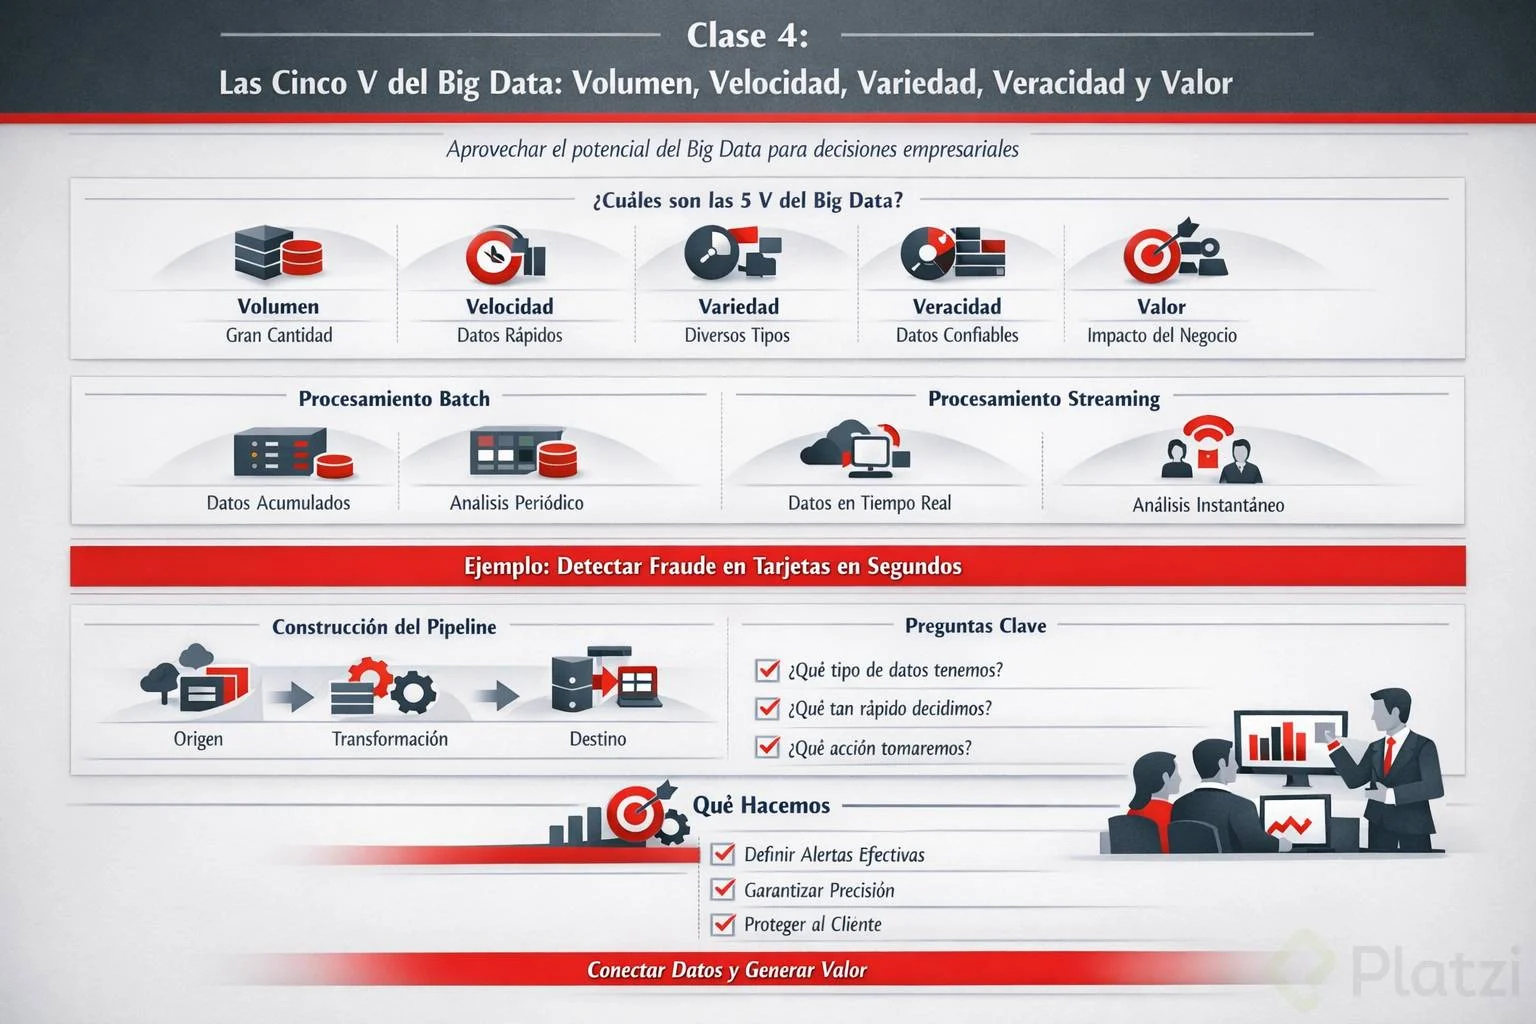 Clase 4:
Las Cinco V del Big Data: Volumen, Velocidad, Variedad, Veracidad y Valor
Aprovechar el potencial del Big Data para decisiones empresariales
¿Cuáles son las 5 V del Big Data?
Volumen
Gran Cantidad
Velocidad
Datos Rápidos
Variedad
Diversos Tipos
Veracidad
Datos Confiables
Valor
Impacto del Negocio
Procesamiento Batch
Datos Acumulados
Análisis Periódico
Procesamiento Streaming
Datos en Tiempo Real
Análisis Instantáneo
Ejemplo: Detectar Fraude en Tarjetas en Segundos
Construcción del Pipeline
Origen
Transformación
Destino
Preguntas Clave
¿Qué tipo de datos tenemos?
¿Qué tan rápido decidimos?
¿Qué acción tomaremos?
Qué Hacemos
Definir Alertas Efectivas
Garantizar Precisión
Proteger al Cliente
Conectar Datos y Generar Valor
Platzi